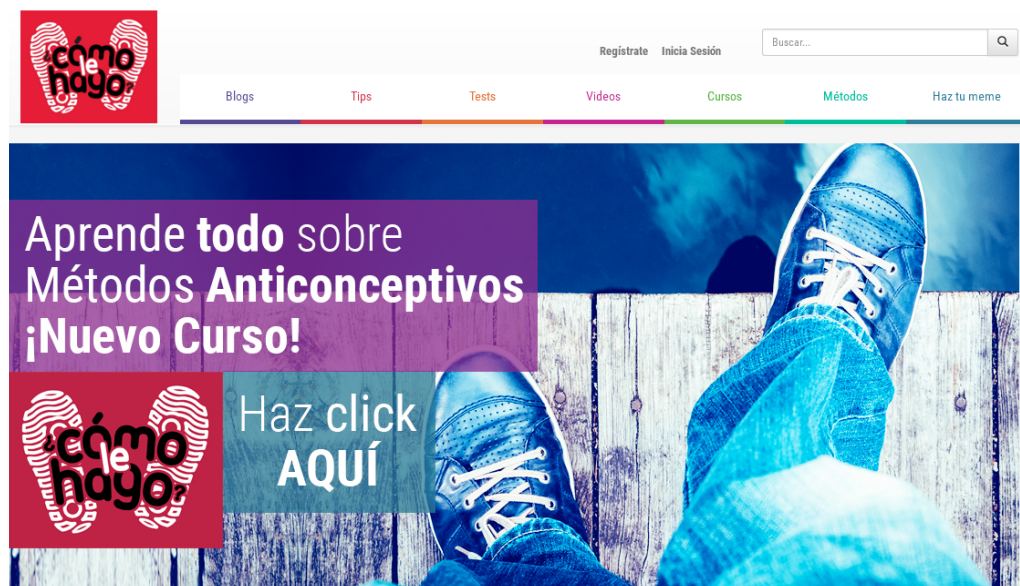 ¿cómo
le
hago?
Regístrate Inicia Sesión Buscar...
Blogs Tips Tests Videos Cursos Métodos Haz tu meme
Aprende todo sobre
Métodos Anticonceptivos
¡Nuevo Curso!
¿cómo
le
hago?
Haz click
AQUÍ